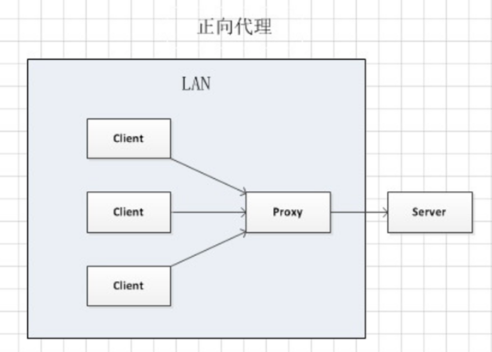 正向代理
LAN
Client
Client
Proxy
Server
Client